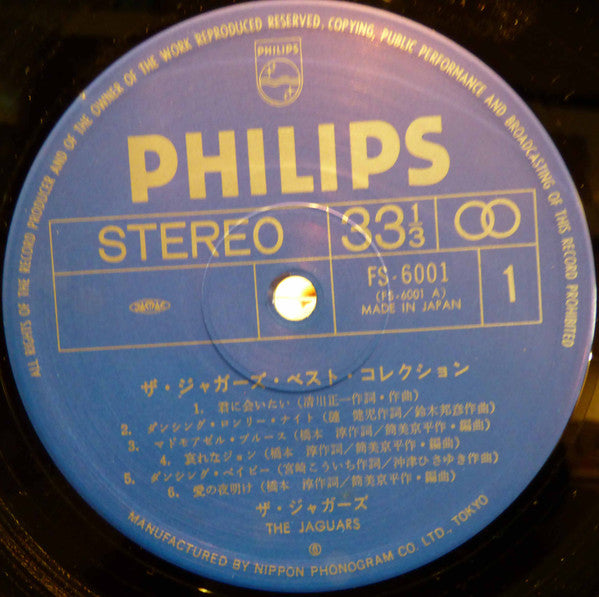 ALL RIGHTS OF THE RECORD PRODUCER AND OF THE OWNER OF THE WORK REPRODUCED RESERVED. COPYING, PUBLIC PERFORMANCE AND BROADCASTING OF THIS RECORD PROHIBITED
PHILIPS
PHILIPS
STEREO 33 1/3
FS-6001
(FS-6001 A)
MADE IN JAPAN
1
JASRAC
ザ・ジャガーズ・ベスト・コレクション
1. 君に会いたい (清川正一作詞・作曲)
2. ダンシング・ロンリー・ナイト (健児作詞／鈴木邦彦作曲)
3. マドモアゼル・ブルース (橋本 淳作詞／筒美京平作・編曲)
4. 哀れなジョン (橋本 淳作詞／筒美京平作・編曲)
5. ダンシング・ベイビー (宮崎こういち作詞／沖津ひさゆき作曲)
6. 愛の夜明け (橋本 淳作詞／筒美京平作・編曲)
ザ・ジャガーズ
THE JAGUARS
Ⓟ
MANUFACTURED BY NIPPON PHONOGRAM CO. LTD., TOKYO